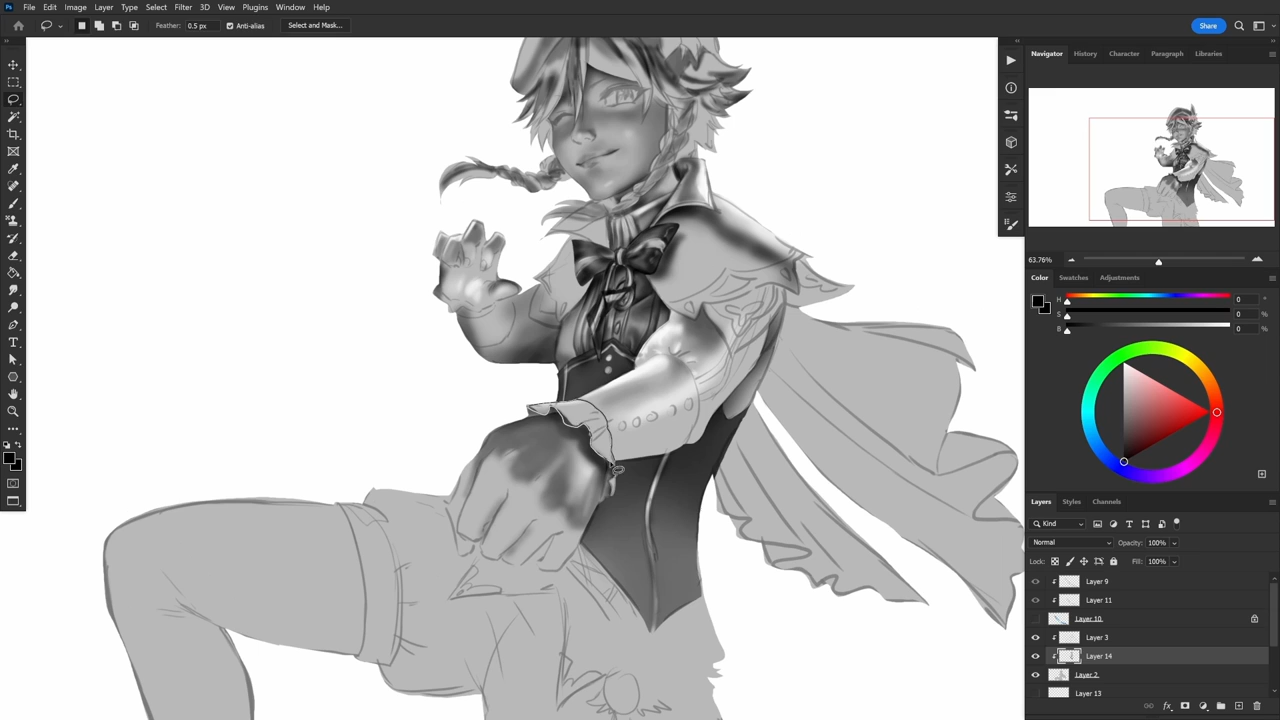 Ps File Edit Image Layer Type Select Filter 3D View Plugins Window Help
Feather: 0.5 px Anti-alias Select and Mask... Share
Navigator History Character Paragraph Libraries
63.76%
Color Swatches Adjustments
H 0 °
S 0 %
B 0 %
Layers Styles Channels
Kind
Normal Opacity: 100%
Lock: Fill: 100%
Layer 9
Layer 11
Layer 10
Layer 3
Layer 14
Layer 2
Layer 13
fx